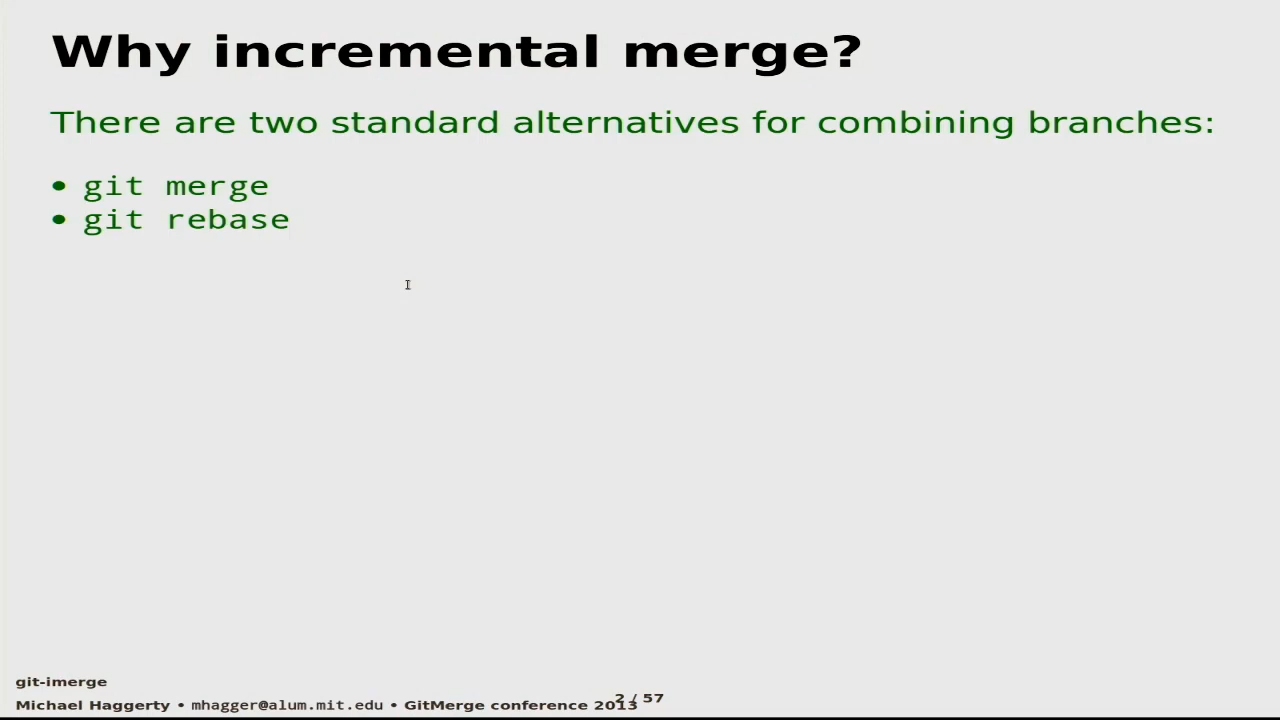 Why incremental merge?
There are two standard alternatives for combining branches:
• git merge
• git rebase
git-imerge
Michael Haggerty • mhagger@alum.mit.edu • GitMerge conference 2013
2 / 57